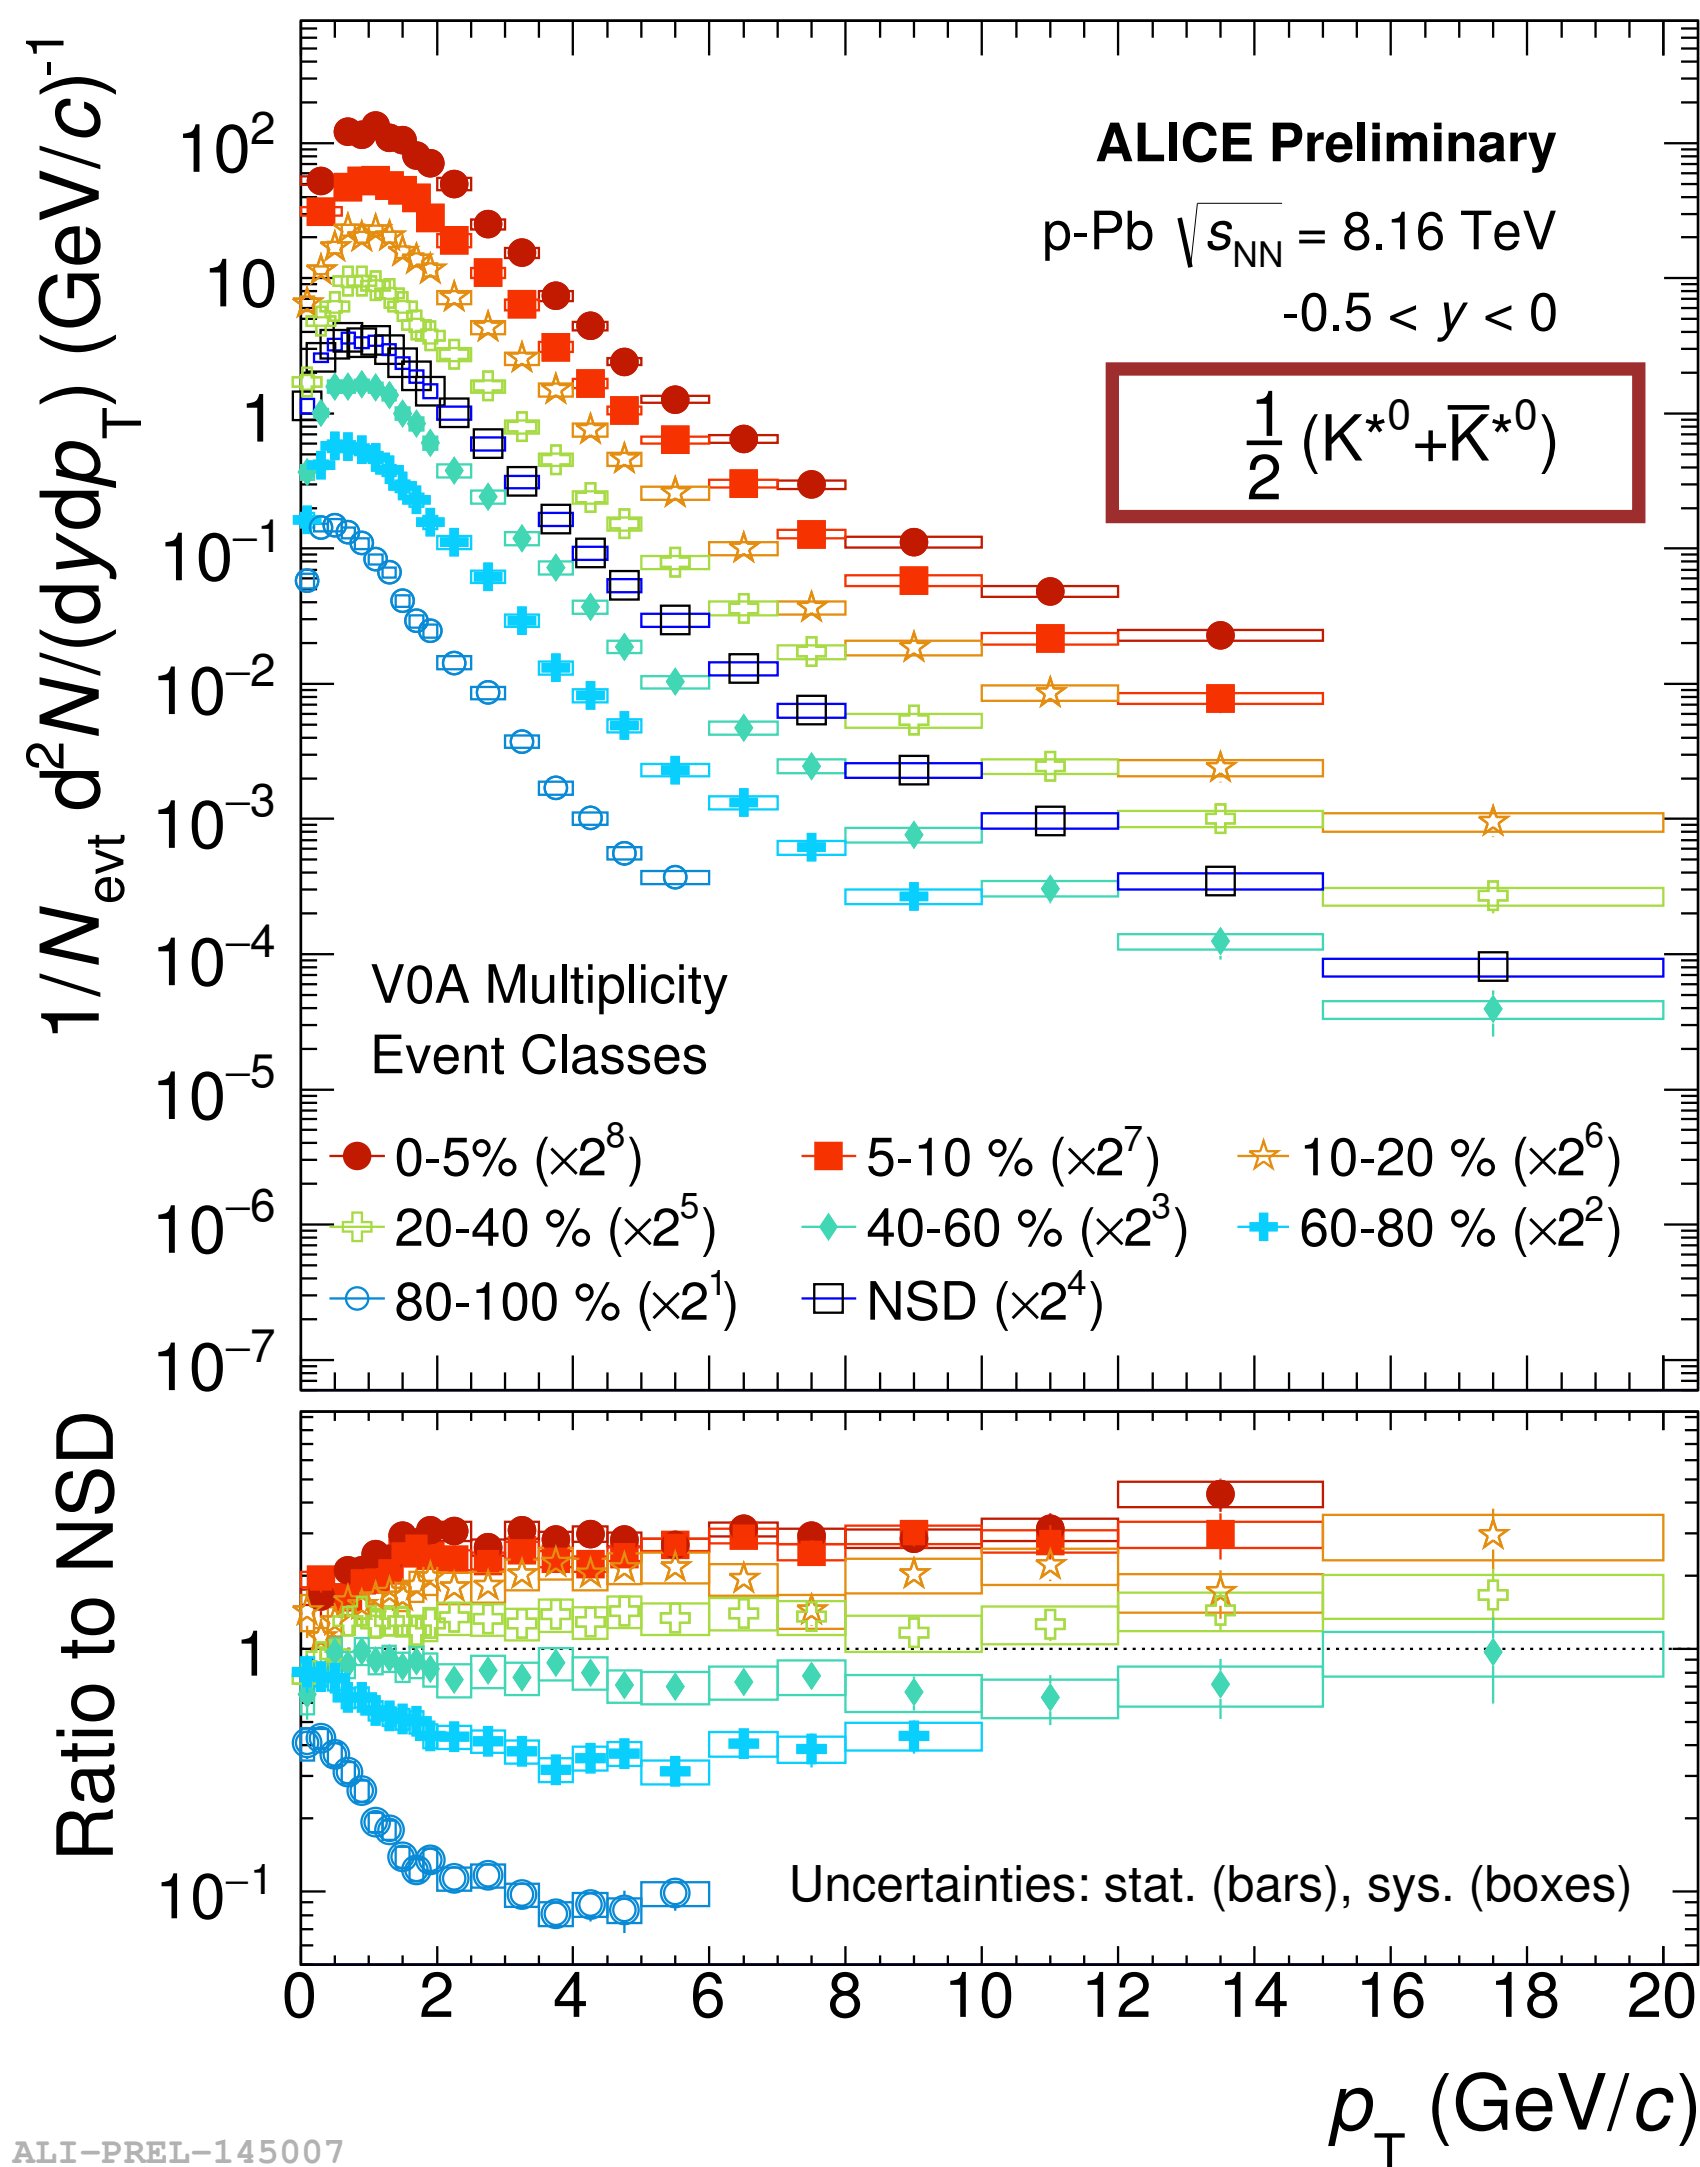 1/N_evt d²N/(dydp_T) (GeV/c)⁻¹
10²
10
1
10⁻¹
10⁻²
10⁻³
10⁻⁴
10⁻⁵
10⁻⁶
10⁻⁷
ALICE Preliminary
p-Pb √s_NN = 8.16 TeV
-0.5 < y < 0
½ (K*⁰+K̅*⁰)
V0A Multiplicity
Event Classes
0-5% (×2⁸) 5-10 % (×2⁷) 10-20 % (×2⁶)
20-40 % (×2⁵) 40-60 % (×2³) 60-80 % (×2²)
80-100 % (×2¹) NSD (×2⁴)
Ratio to NSD
1
10⁻¹
Uncertainties: stat. (bars), sys. (boxes)
0 2 4 6 8 10 12 14 16 18 20
p_T (GeV/c)
ALI-PREL-145007